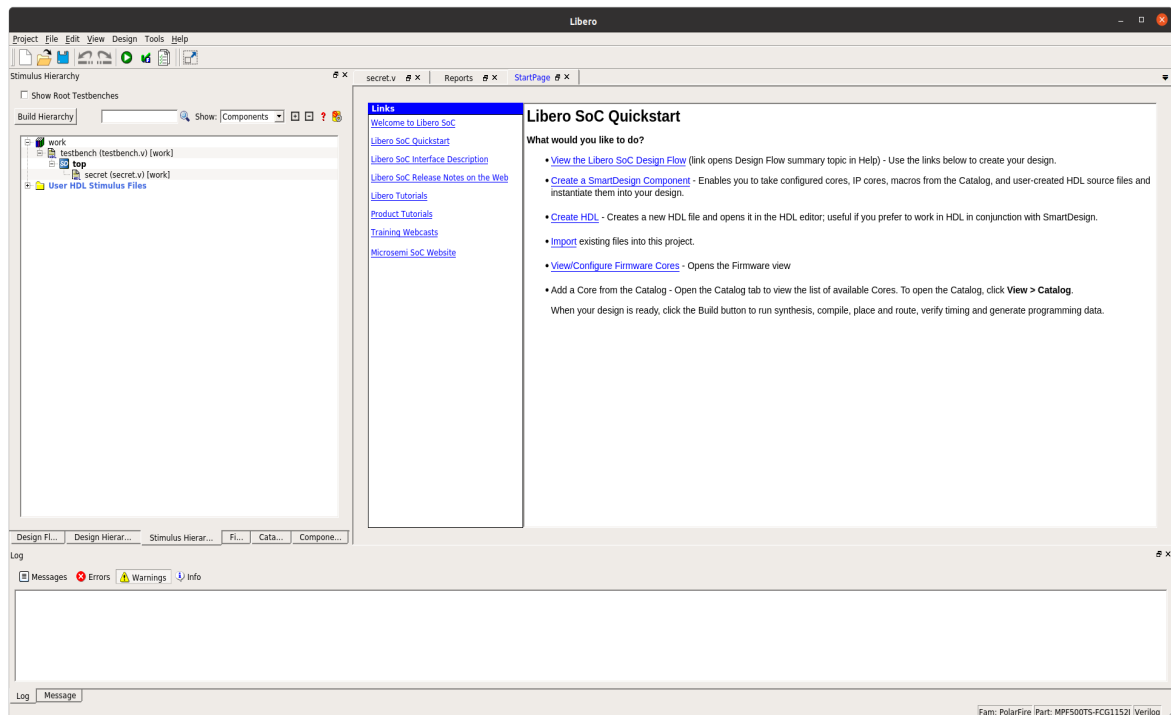 Libero
Project File Edit View Design Tools Help
Stimulus Hierarchy
Show Root Testbenches
Build Hierarchy Show: Components
work
testbench (testbench.v) [work]
top
secret (secret.v) [work]
User HDL Stimulus Files
Design Fl... Design Hierar... Stimulus Hierar... Fi... Cata... Compone...
secret.v Reports StartPage
Links
Welcome to Libero SoC
Libero SoC Quickstart
Libero SoC Interface Description
Libero SoC Release Notes on the Web
Libero Tutorials
Product Tutorials
Training Webcasts
Microsemi SoC Website
Libero SoC Quickstart
What would you like to do?
• View the Libero SoC Design Flow (link opens Design Flow summary topic in Help) - Use the links below to create your design.
• Create a SmartDesign Component - Enables you to take configured cores, IP cores, macros from the Catalog, and user-created HDL source files and
instantiate them into your design.
• Create HDL - Creates a new HDL file and opens it in the HDL editor; useful if you prefer to work in HDL in conjunction with SmartDesign.
• Import existing files into this project.
• View/Configure Firmware Cores - Opens the Firmware view
• Add a Core from the Catalog - Open the Catalog tab to view the list of available Cores. To open the Catalog, click View > Catalog.
When your design is ready, click the Build button to run synthesis, compile, place and route, verify timing and generate programming data.
Log
Messages Errors Warnings Info
Log Message
Fam: PolarFire Part: MPF500TS-FCG1152I Verilog